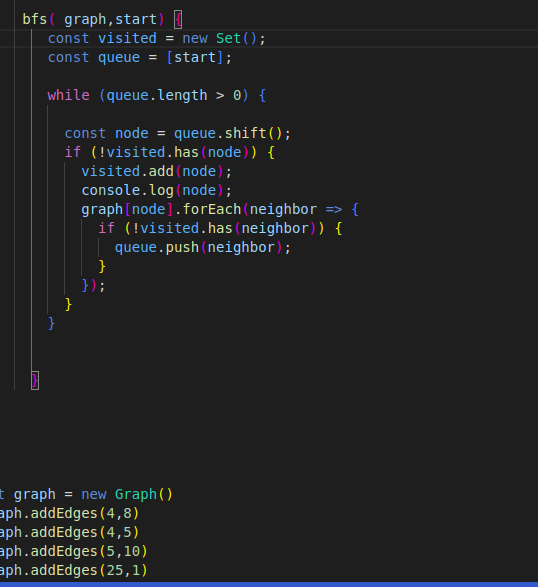 bfs( graph,start) {
const visited = new Set();
const queue = [start];
while (queue.length > 0) {
const node = queue.shift();
if (!visited.has(node)) {
visited.add(node);
console.log(node);
graph[node].forEach(neighbor => {
if (!visited.has(neighbor)) {
queue.push(neighbor);
}
});
}
}
}
t graph = new Graph()
aph.addEdges(4,8)
aph.addEdges(4,5)
aph.addEdges(5,10)
aph.addEdges(25,1)